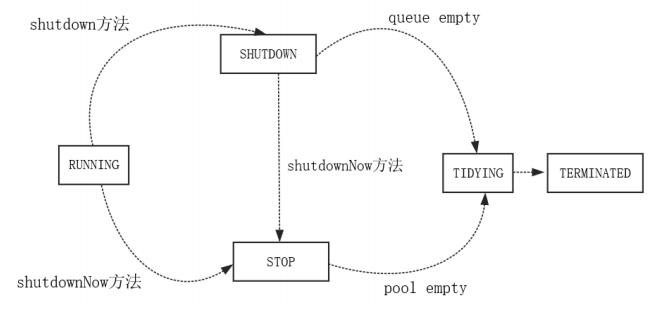 queue empty
shutdown方法
SHUTDOWN
RUNNING
shutdownNow方法
TIDYING
TERMINATED
STOP
shutdownNow方法
pool empty